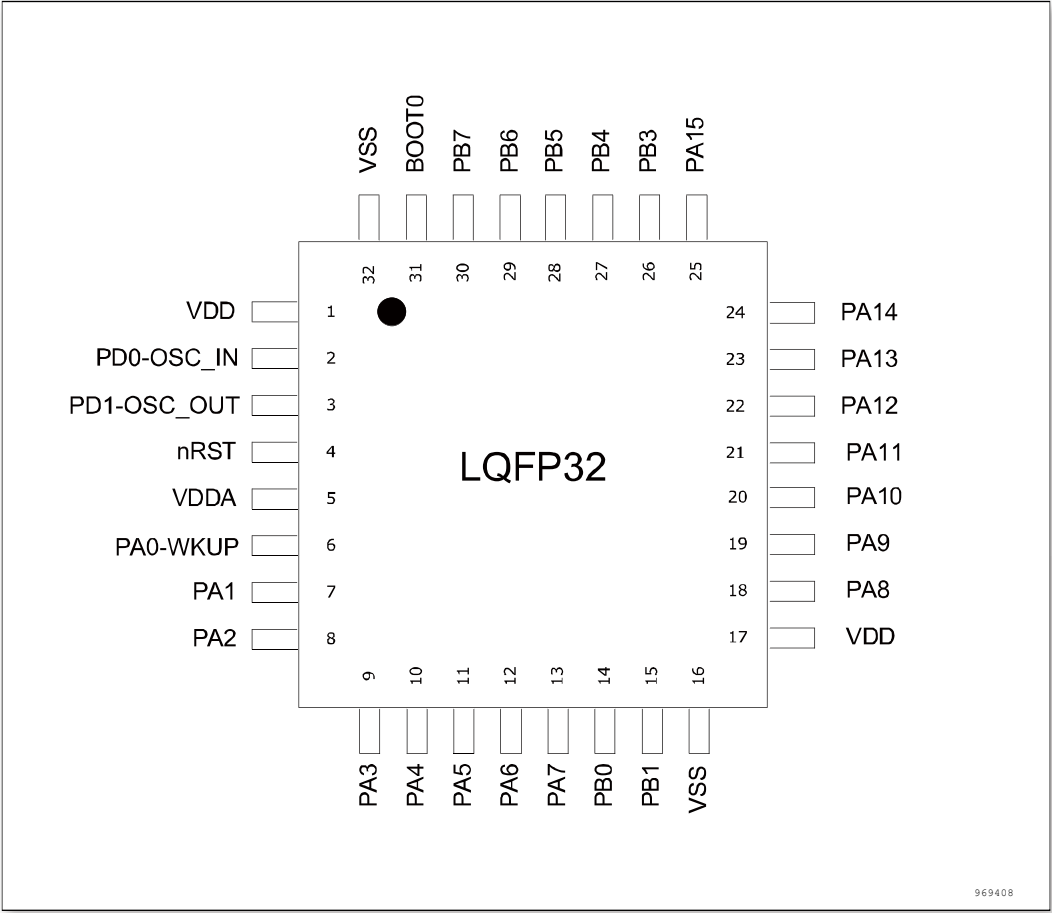 VSS BOOT0 PB7 PB6 PB5 PB4 PB3 PA15
32 31 30 29 28 27 26 25
VDD 1 24 PA14
PD0-OSC_IN 2 23 PA13
PD1-OSC_OUT 3 22 PA12
nRST 4 21 PA11
LQFP32
VDDA 5 20 PA10
PA0-WKUP 6 19 PA9
PA1 7 18 PA8
PA2 8 17 VDD
9 10 11 12 13 14 15 16
PA3 PA4 PA5 PA6 PA7 PB0 PB1 VSS
969408